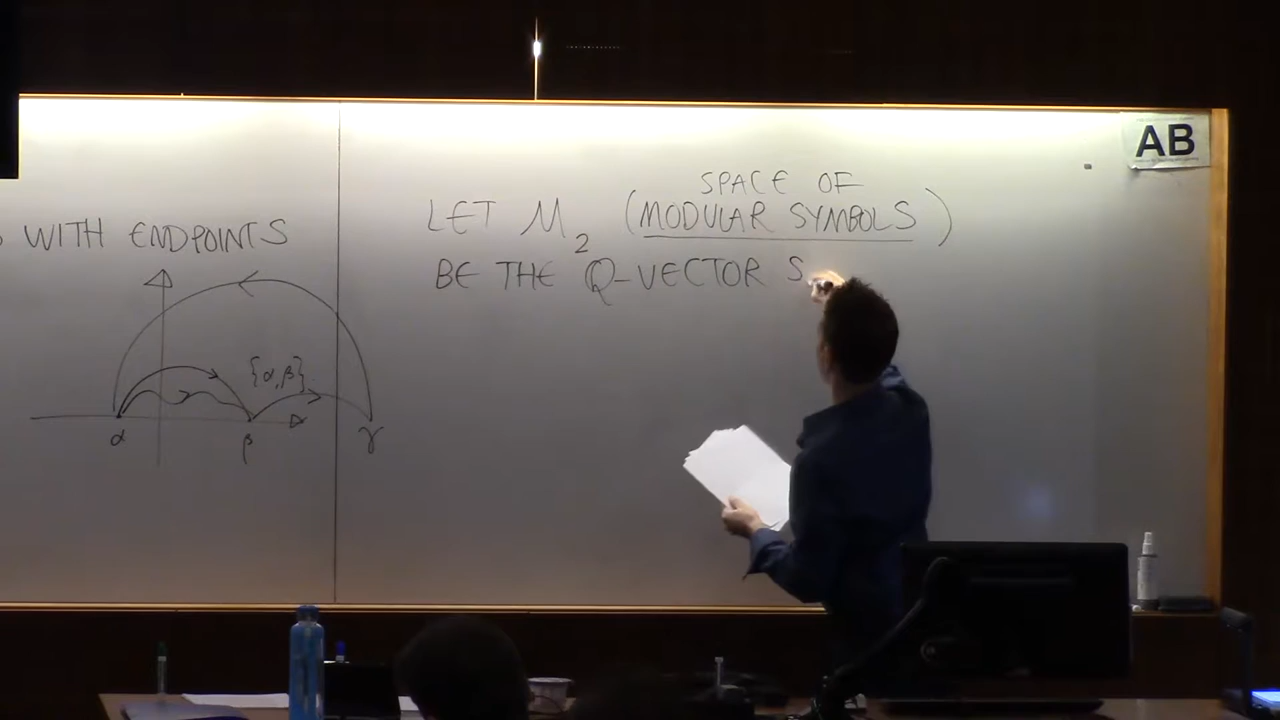 WITH ENDPOINTS
{α, β}
α
β
γ
SPACE OF
LET M₂ (MODULAR SYMBOLS)
BE THE Q-VECTOR S
AB